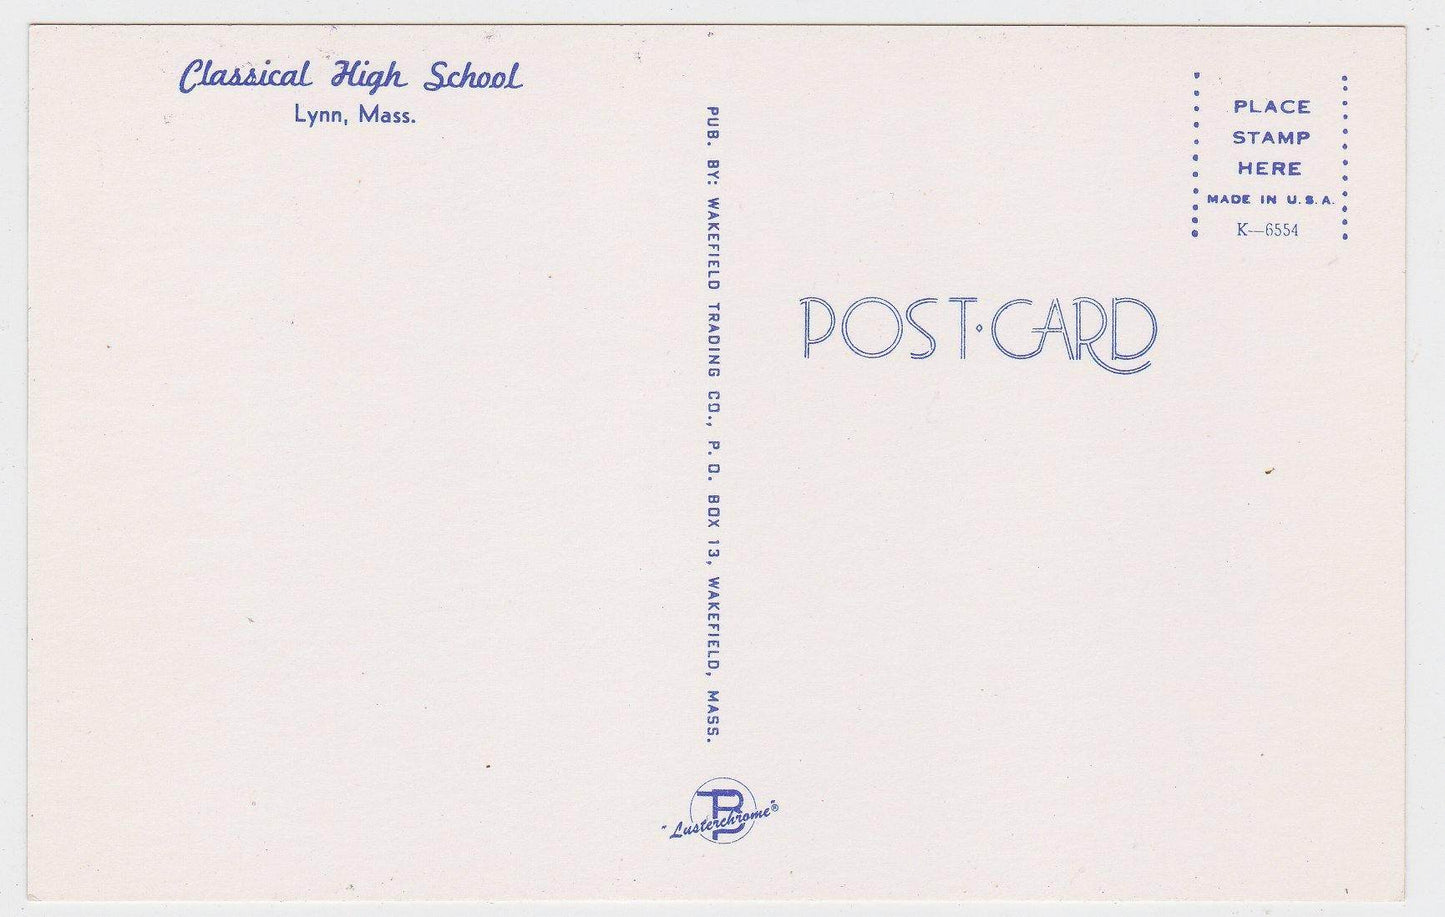 Classical High School
Lynn, Mass.
PUB. BY: WAKEFIELD TRADING CO., P. O. BOX 13, WAKEFIELD, MASS.
PLACE
STAMP
HERE
MADE IN U.S.A.
K—6554
POST·CARD
TB
"Lusterchrome"®